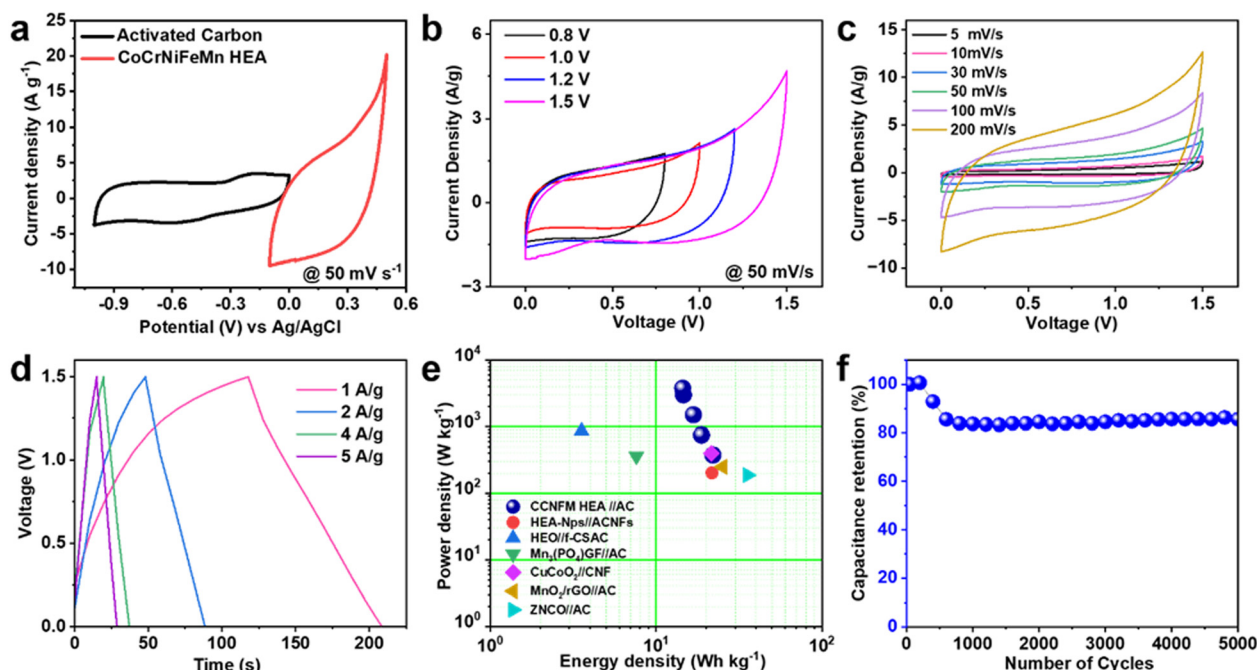 a
25
20
15
10
5
0
-5
-10
Current density (A g⁻¹)
Activated Carbon
CoCrNiFeMn HEA
@ 50 mV s⁻¹
-0.9 -0.6 -0.3 0.0 0.3 0.6
Potential (V) vs Ag/AgCl
b
6
3
0
−3
Current Density (A/g)
0.8 V
1.0 V
1.2 V
1.5 V
@ 50 mV/s
0.0 0.5 1.0 1.5
Voltage (V)
c
15
10
5
0
−5
−10
Current Density (A/g)
5 mV/s
10mV/s
30 mV/s
50 mV/s
100 mV/s
200 mV/s
0.0 0.5 1.0 1.5
Voltage (V)
d
1.5
1.0
0.5
0.0
Voltage (V)
1 A/g
2 A/g
4 A/g
5 A/g
0 50 100 150 200
Time (s)
e
10⁴
10³
10²
10¹
10⁰
Power density (W kg⁻¹)
CCNFM HEA //AC
HEA-Nps//ACNFs
HEO//f-CSAC
Mn₃(PO₄)GF//AC
CuCoO₂//CNF
MnO₂/rGO//AC
ZNCO//AC
10⁰ 10¹ 10²
Energy density (Wh kg⁻¹)
f
100
80
60
40
20
0
Capacitance retention (%)
0 1000 2000 3000 4000 5000
Number of Cycles